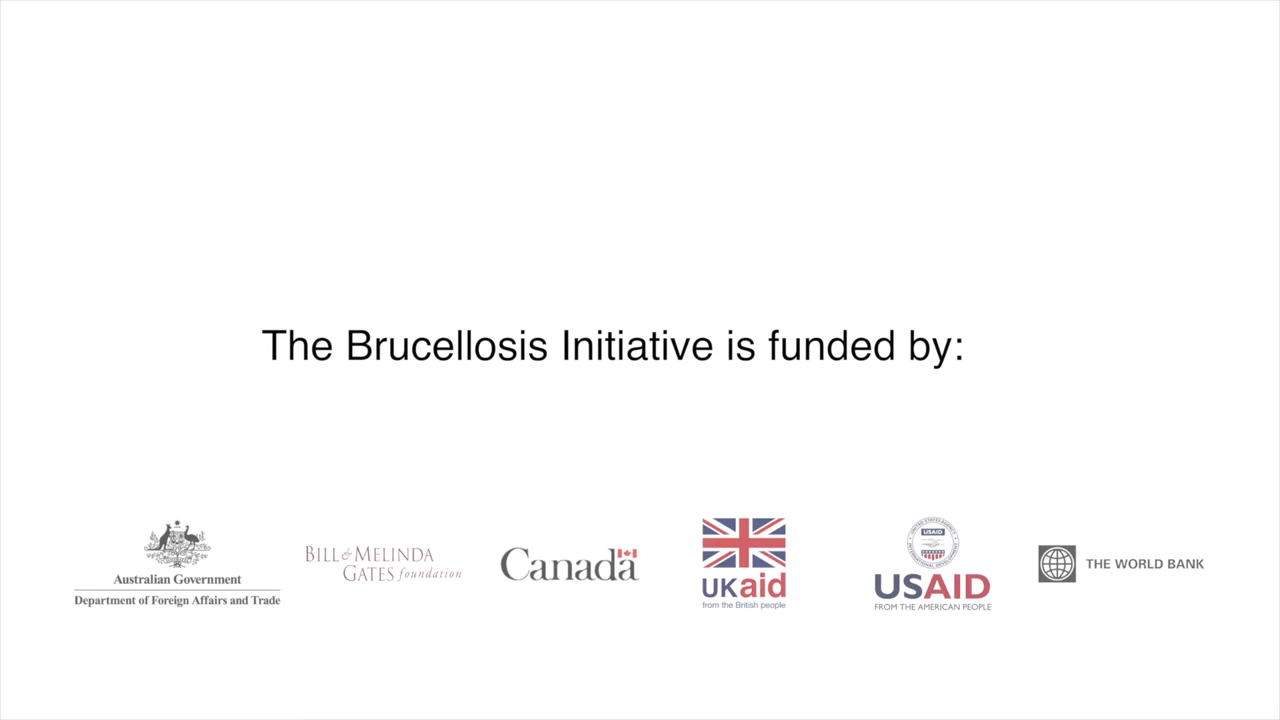 The Brucellosis Initiative is funded by:
Australian Government
Department of Foreign Affairs and Trade
BILL & MELINDA
GATES foundation
Canada
UKaid
from the British people
USAID
USAID
FROM THE AMERICAN PEOPLE
THE WORLD BANK